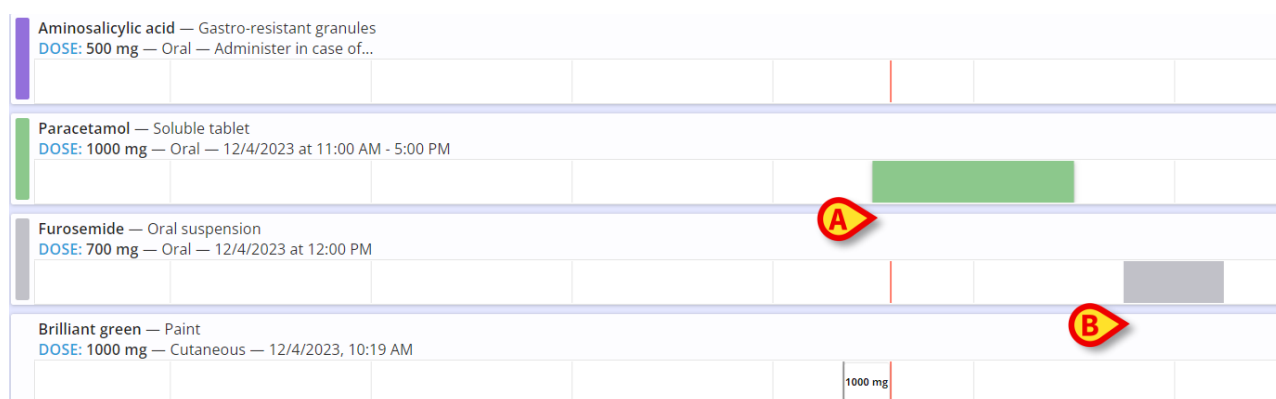 Aminosalicylic acid — Gastro-resistant granules
DOSE: 500 mg — Oral — Administer in case of...
Paracetamol — Soluble tablet
DOSE: 1000 mg — Oral — 12/4/2023 at 11:00 AM - 5:00 PM
A
Furosemide — Oral suspension
DOSE: 700 mg — Oral — 12/4/2023 at 12:00 PM
B
Brilliant green — Paint
DOSE: 1000 mg — Cutaneous — 12/4/2023, 10:19 AM
1000 mg